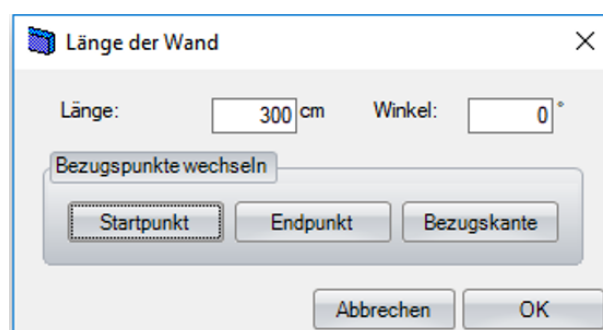 Länge der Wand
Länge: 300 cm Winkel: 0 °
Bezugspunkte wechseln
Startpunkt Endpunkt Bezugskante
Abbrechen OK